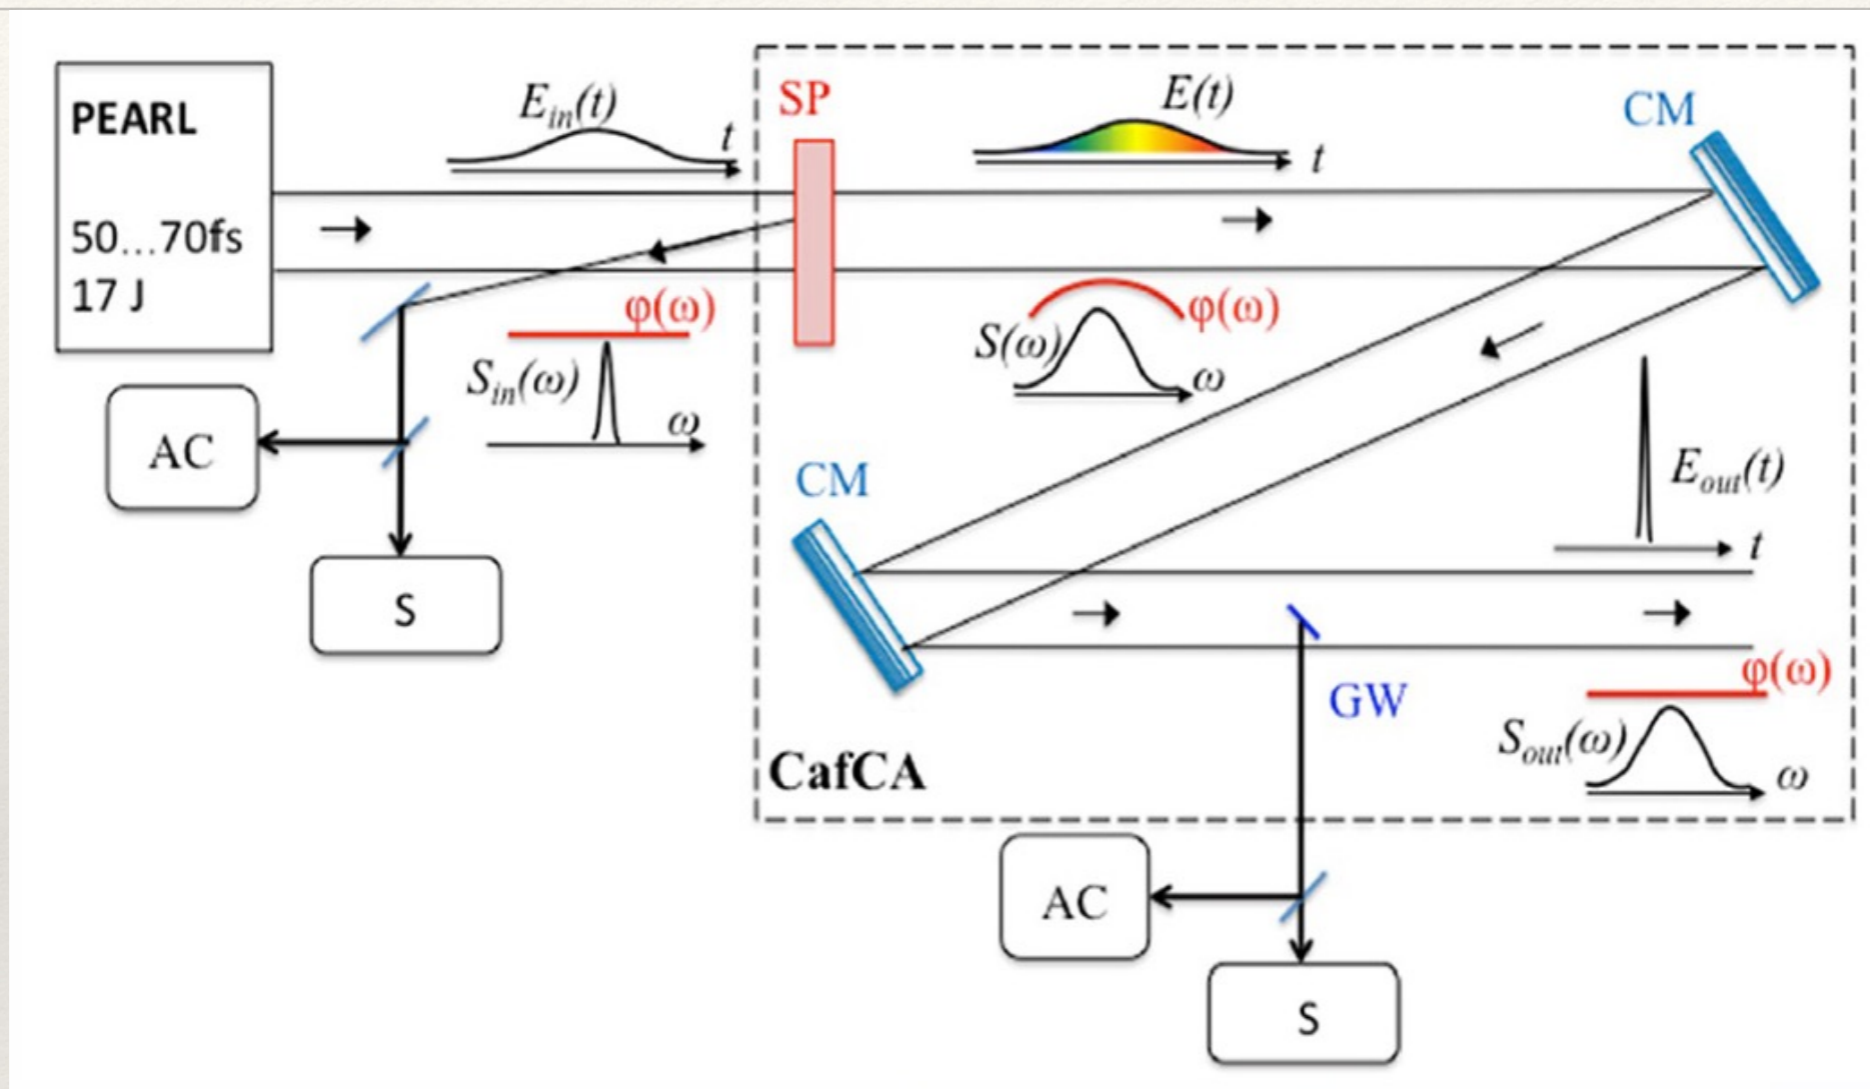 PEARL
50...70fs
17 J
E_in(t)
t
SP
E(t)
t
CM
φ(ω)
S_in(ω)
ω
S(ω)
φ(ω)
ω
AC
S
CM
E_out(t)
t
GW
φ(ω)
S_out(ω)
ω
CafCA
AC
S